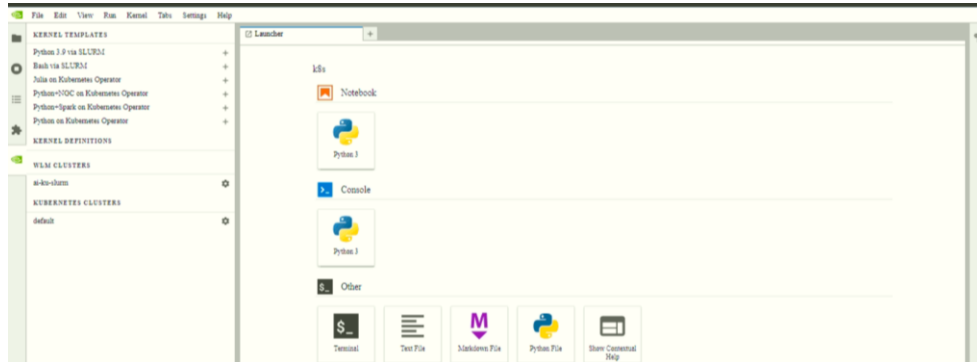 File Edit View Run Kernel Tabs Settings Help
KERNEL TEMPLATES
Python 3.9 via SLURM
Bash via SLURM
Julia on Kubernetes Operator
Python+NGC on Kubernetes Operator
Python+Spark on Kubernetes Operator
Python on Kubernetes Operator
KERNEL DEFINITIONS
WLM CLUSTERS
ai-ku-slurm
KUBERNETES CLUSTERS
default
Launcher
k8s
Notebook
Python 3
Console
Python 3
$_ Other
$_
Terminal
Text File
Markdown File
Python File
Show Contextual
Help